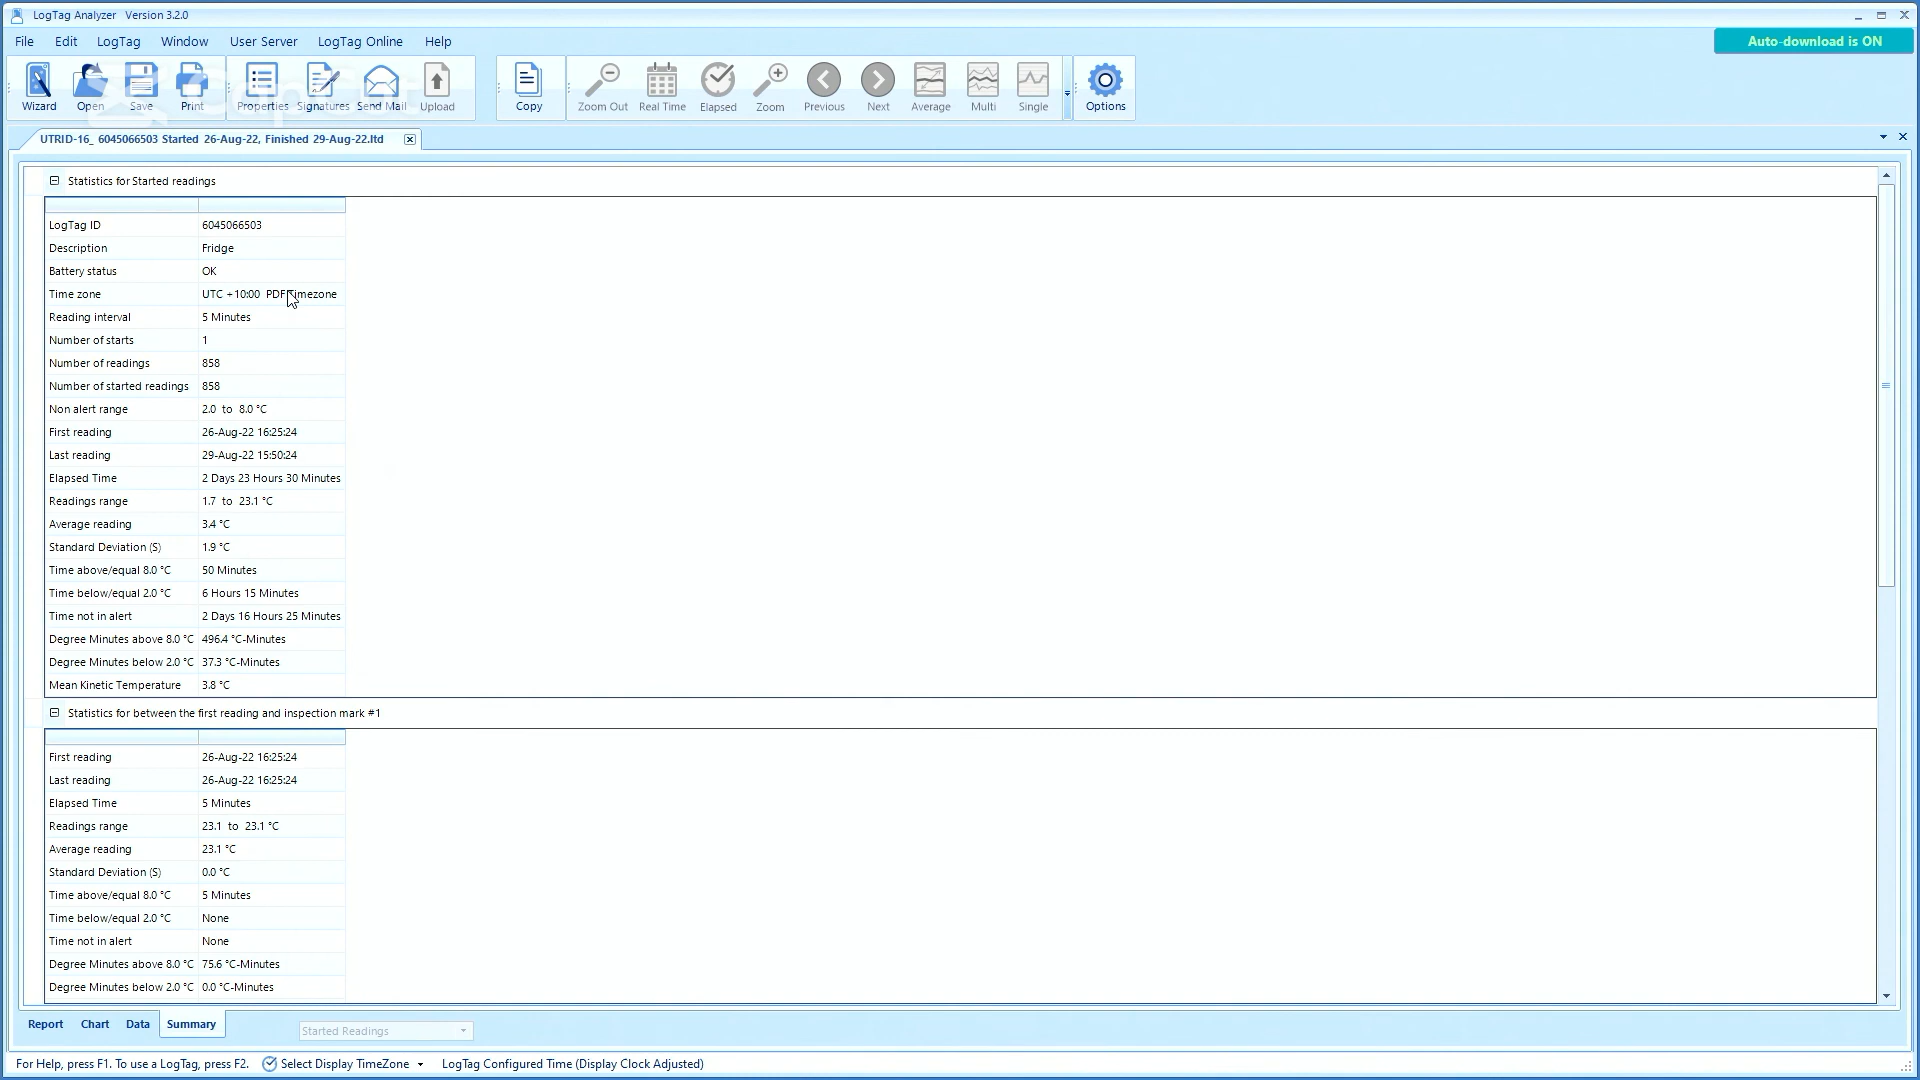 LogTag Analyzer Version 3.2.0
File Edit LogTag Window User Server LogTag Online Help
Auto-download is ON
Wizard Open Save Print Properties Signatures Send Mail Upload Copy Zoom Out Real Time Elapsed Zoom Previous Next Average Multi Single Options
UTRID-16_ 6045066503 Started 26-Aug-22, Finished 29-Aug-22.ltd
Statistics for Started readings
LogTag ID 6045066503
Description Fridge
Battery status OK
Time zone UTC +10:00 PDF Timezone
Reading interval 5 Minutes
Number of starts 1
Number of readings 858
Number of started readings 858
Non alert range 2.0 to 8.0 °C
First reading 26-Aug-22 16:25:24
Last reading 29-Aug-22 15:50:24
Elapsed Time 2 Days 23 Hours 30 Minutes
Readings range 1.7 to 23.1 °C
Average reading 3.4 °C
Standard Deviation (S) 1.9 °C
Time above/equal 8.0 °C 50 Minutes
Time below/equal 2.0 °C 6 Hours 15 Minutes
Time not in alert 2 Days 16 Hours 25 Minutes
Degree Minutes above 8.0 °C 496.4 °C-Minutes
Degree Minutes below 2.0 °C 37.3 °C-Minutes
Mean Kinetic Temperature 3.8 °C
Statistics for between the first reading and inspection mark #1
First reading 26-Aug-22 16:25:24
Last reading 26-Aug-22 16:25:24
Elapsed Time 5 Minutes
Readings range 23.1 to 23.1 °C
Average reading 23.1 °C
Standard Deviation (S) 0.0 °C
Time above/equal 8.0 °C 5 Minutes
Time below/equal 2.0 °C None
Time not in alert None
Degree Minutes above 8.0 °C 75.6 °C-Minutes
Degree Minutes below 2.0 °C 0.0 °C-Minutes
Report Chart Data Summary Started Readings
For Help, press F1. To use a LogTag, press F2. Select Display TimeZone LogTag Configured Time (Display Clock Adjusted)